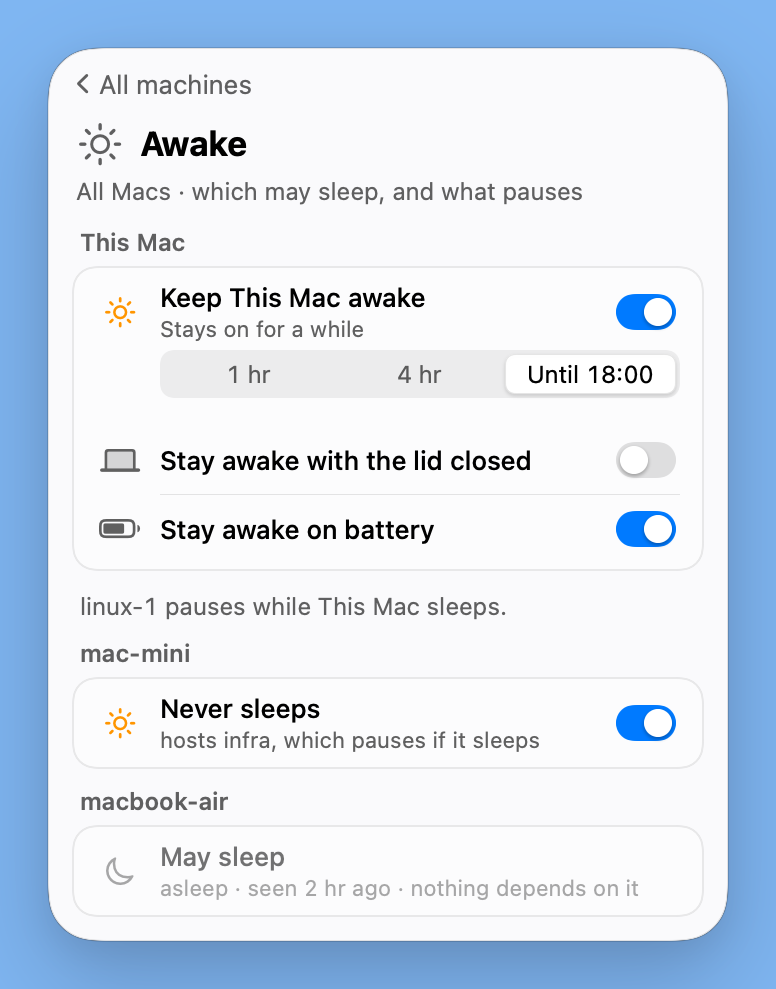 All machines
Awake
All Macs · which may sleep, and what pauses
This Mac
Keep This Mac awake
Stays on for a while
1 hr 4 hr Until 18:00
Stay awake with the lid closed
Stay awake on battery
linux-1 pauses while This Mac sleeps.
mac-mini
Never sleeps
hosts infra, which pauses if it sleeps
macbook-air
May sleep
asleep · seen 2 hr ago · nothing depends on it